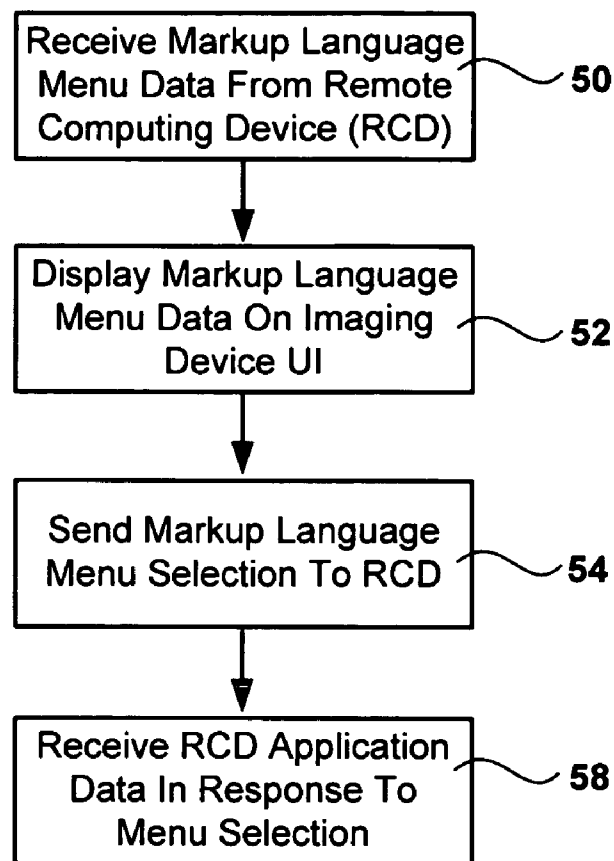 Receive Markup Language
Menu Data From Remote
Computing Device (RCD)
50
Display Markup Language
Menu Data On Imaging
Device UI
52
Send Markup Language
Menu Selection To RCD
54
Receive RCD Application
Data In Response To
Menu Selection
58